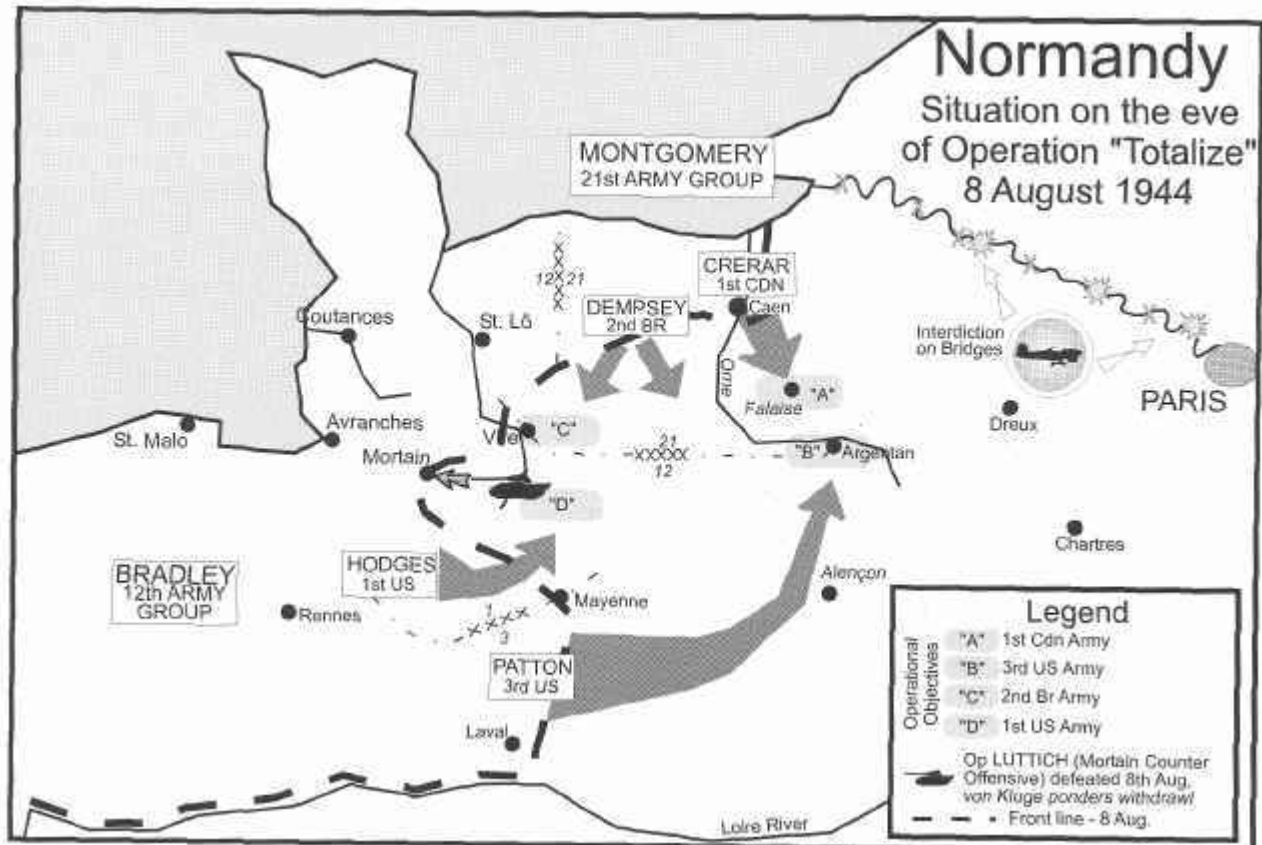 Normandy
Situation on the eve
of Operation "Totalize"
8 August 1944
MONTGOMERY
21st ARMY GROUP
12 XXXXX 21
CRERAR
1st CDN
Caen
DEMPSEY
2nd BR
Coutances
St. Lô
Orne
Interdiction
on Bridges
PARIS
Falaise
"A"
Dreux
St. Malo
Avranches
Vire
"C"
21
XXXXX
12
"B"
Argentan
Mortain
"D"
Chartres
BRADLEY
12th ARMY
GROUP
HODGES
1st US
Rennes
Mayenne
Alençon
1
XXXX
3
PATTON
3rd US
Laval
Loire River
Legend
Operational
Objectives
"A" 1st Cdn Army
"B" 3rd US Army
"C" 2nd Br Army
"D" 1st US Army
Op LUTTICH (Mortain Counter
Offensive) defeated 8th Aug,
von Kluge ponders withdrawl
Front line - 8 Aug.